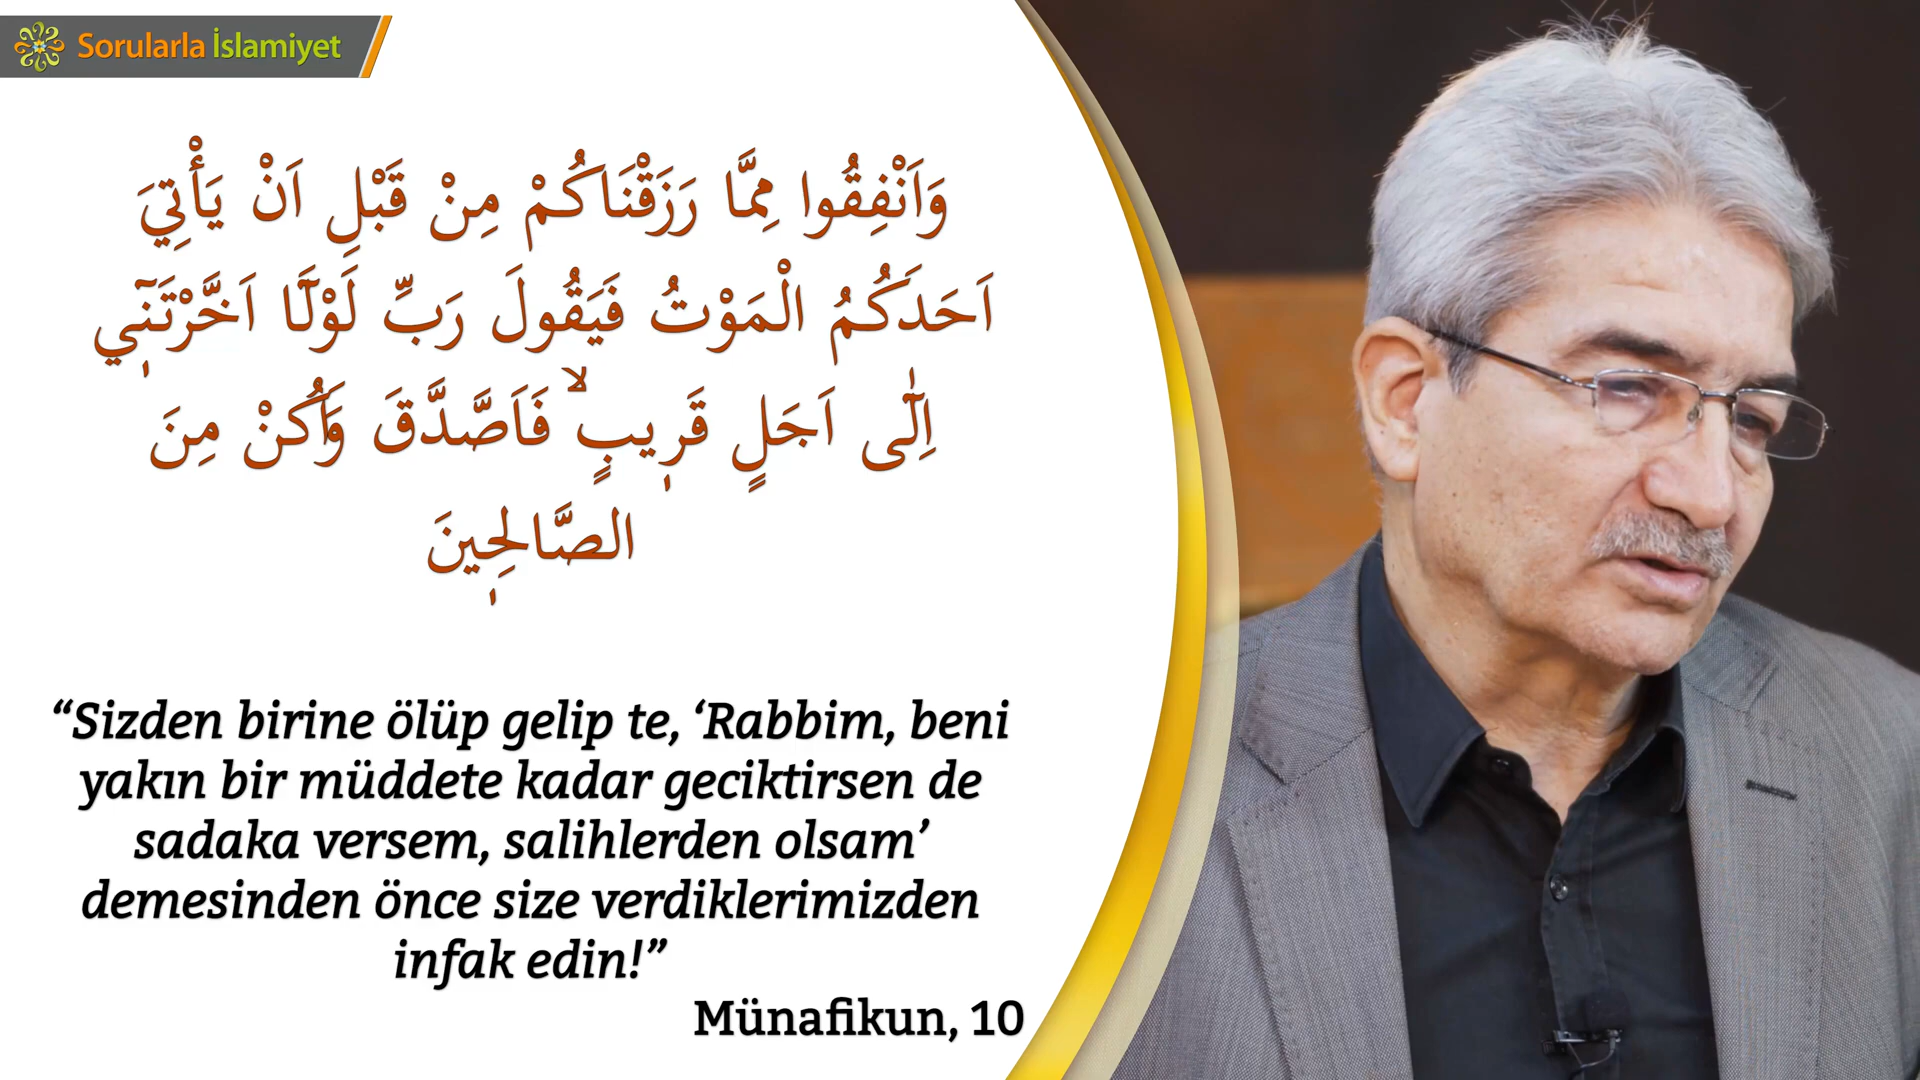 Sorularla İslamiyet
وَاَنْفِقُوا مِمَّا رَزَقْنَاكُمْ مِنْ قَبْلِ اَنْ يَأْتِيَ
اَحَدَكُمُ الْمَوْتُ فَيَقُولَ رَبِّ لَوْلَٓا اَخَّرْتَن۪ٓي
اِلٰٓى اَجَلٍ قَر۪يبٍۙ فَاَصَّدَّقَ وَاَكُنْ مِنَ
الصَّالِح۪ينَ
“Sizden birine ölüp gelip te, ‘Rabbim, beni
yakın bir müddete kadar geciktirsen de
sadaka versem, salihlerden olsam’
demesinden önce size verdiklerimizden
infak edin!”
Münafikun, 10